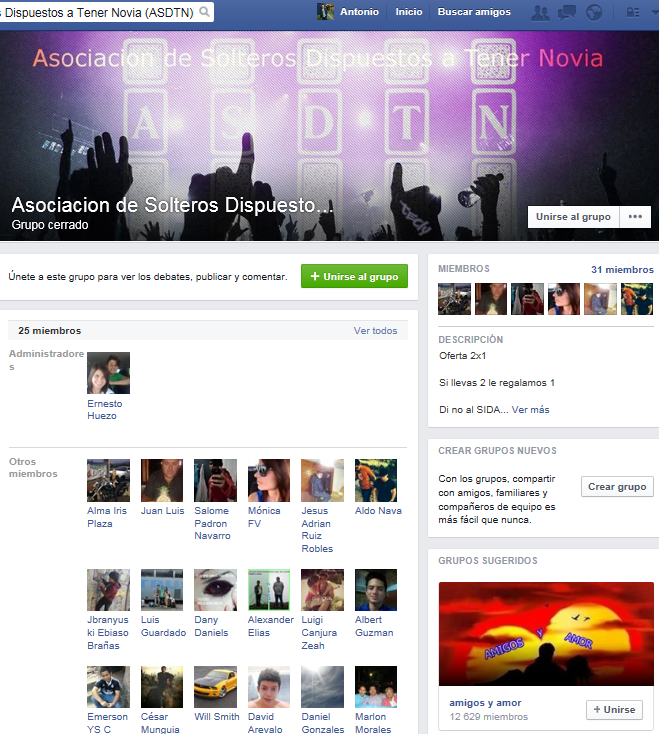 s Dispuestos a Tener Novia (ASDTN)
Antonio
Inicio
Buscar amigos
Asociacion de Solteros Dispuestos a Tener Novia
A S D T N
Asociacion de Solteros Dispuesto...
Grupo cerrado
Unirse al grupo
Únete a este grupo para ver los debates, publicar y comentar.
+ Unirse al grupo
25 miembros
Ver todos
Administradore
s
Ernesto
Huezo
Otros
miembros
Alma Iris
Plaza
Juan Luis
Salome
Padron
Navarro
Mónica
FV
Jesus
Adrian
Ruiz
Robles
Aldo Nava
Jbranyus
ki Ebiaso
Brañas
Luis
Guardado
Dany
Daniels
Alexander
Elias
Luigi
Canjura
Zeah
Albert
Guzman
Emerson
YS C
César
Munguia
Will Smith
David
Arevalo
Daniel
Gonzales
Marlon
Morales
MIEMBROS
31 miembros
DESCRIPCIÓN
Oferta 2x1
Si llevas 2 le regalamos 1
Di no al SIDA... Ver más
CREAR GRUPOS NUEVOS
Con los grupos, compartir
con amigos, familiares y
compañeros de equipo es
más fácil que nunca.
Crear grupo
GRUPOS SUGERIDOS
AMIGOS Y AMOR
amigos y amor
12 629 miembros
+ Unirse